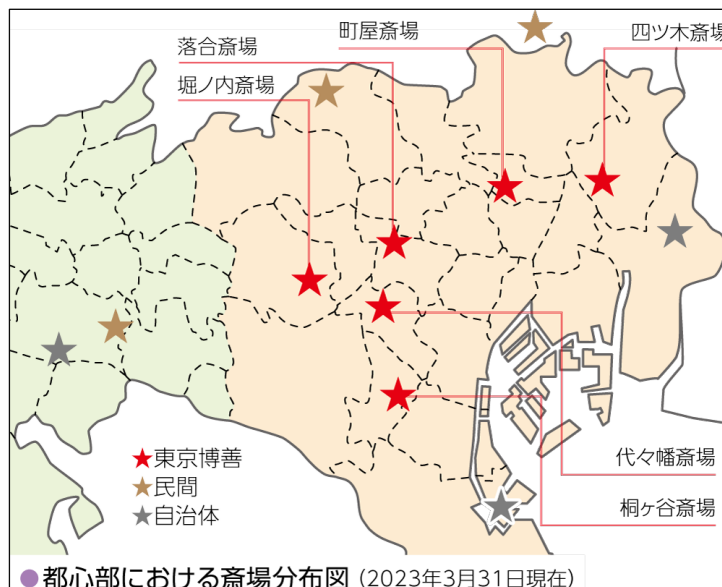 町屋斎場
四ツ木斎場
落合斎場
堀ノ内斎場
代々幡斎場
桐ヶ谷斎場
★東京博善
★民間
★自治体
●都心部における斎場分布図 (2023年3月31日現在)